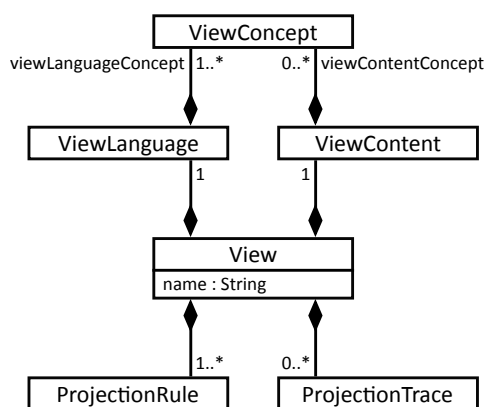 ViewConcept
viewLanguageConcept 1..* 0..* viewContentConcept
ViewLanguage ViewContent
1 1
View
name : String
1..* 0..*
ProjectionRule ProjectionTrace